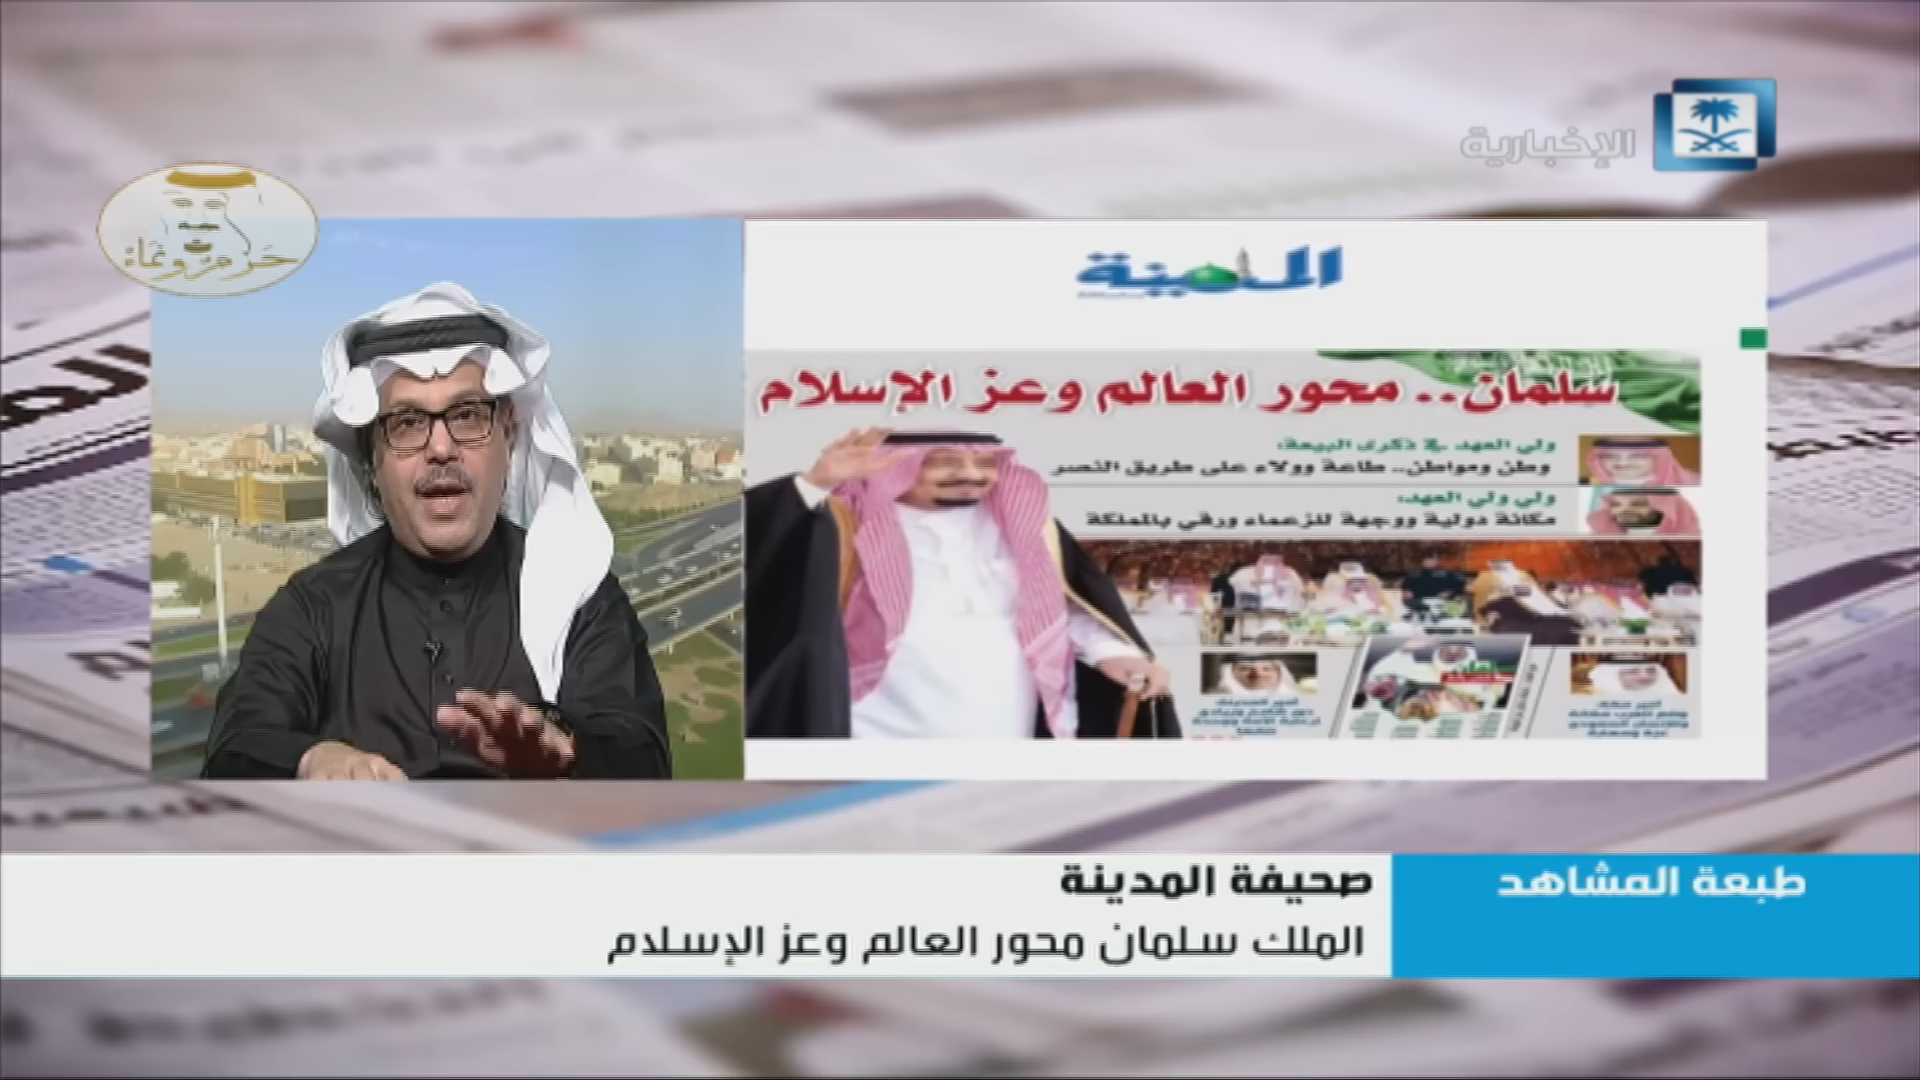 الإخبارية
حزم ونماء
المدينة
سلمان.. محور العالم وعز الإسلام
ولي العهد في ذكرى البيعة:
وطن ومواطن.. طاعة وولاء على طريق النصر
ولي ولي العهد:
مكانة دولية ووجهة للزعماء ورقي بالمملكة
طبعة المشاهد
صحيفة المدينة
الملك سلمان محور العالم وعز الإسلام